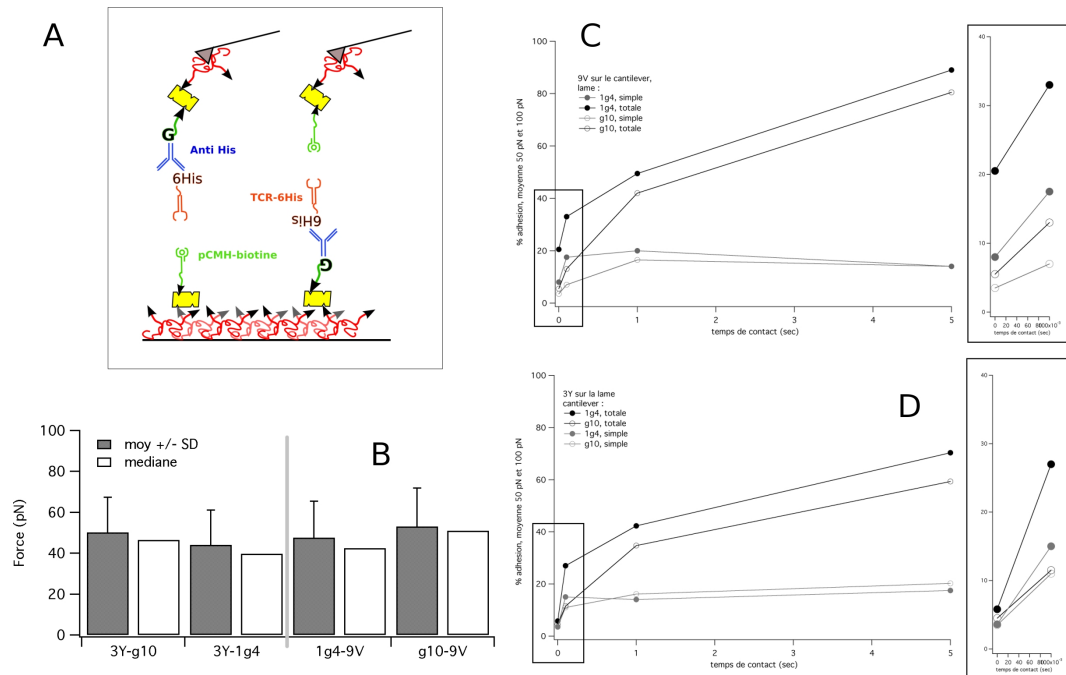 A
G
Anti His
6His
TCR-6His
6His
G
pCMH-biotine
B
moy +/- SD
mediane
Force (pN)
100
80
60
40
20
0
3Y-g10
3Y-1g4
1g4-9V
g10-9V
C
9V sur le cantilever,
lame :
1g4, simple
1g4, totale
g10, simple
g10, totale
% adhesion, moyenne 50 pN et 100 pN
100
80
60
40
20
0
0
1
2
3
4
5
temps de contact (sec)
40
30
20
10
0
0
20
40
60
temps de contact (sec)
D
3Y sur la lame
cantilever :
1g4, totale
g10, totale
1g4, simple
g10, simple
% adhesion, moyenne 50 pN et 100 pN
100
80
60
40
20
0
0
1
2
3
4
5
temps de contact (sec)
40
30
20
10
0
0
20
40
60
temps de contact (sec)